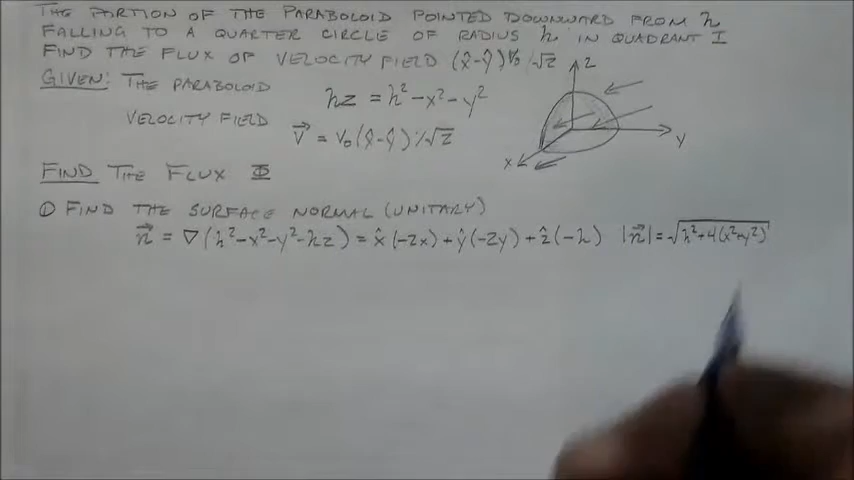 THE PORTION OF THE PARABOLOID POINTED DOWNWARD FROM h
FALLING TO A QUARTER CIRCLE OF RADIUS h IN QUADRANT I
FIND THE FLUX OF VELOCITY FIELD (x̂-ŷ) V₀/√z
GIVEN: THE PARABOLOID hz = h² - x² - y²
VELOCITY FIELD v⃗ = V₀(x̂-ŷ)/√z
z
y
x
FIND THE FLUX Φ
① FIND THE SURFACE NORMAL (UNITARY)
n⃗ = ∇(h²-x²-y²-hz) = x̂(-2x) + ŷ(-2y) + ẑ(-h) |n⃗| = √h²+4(x²+y²)